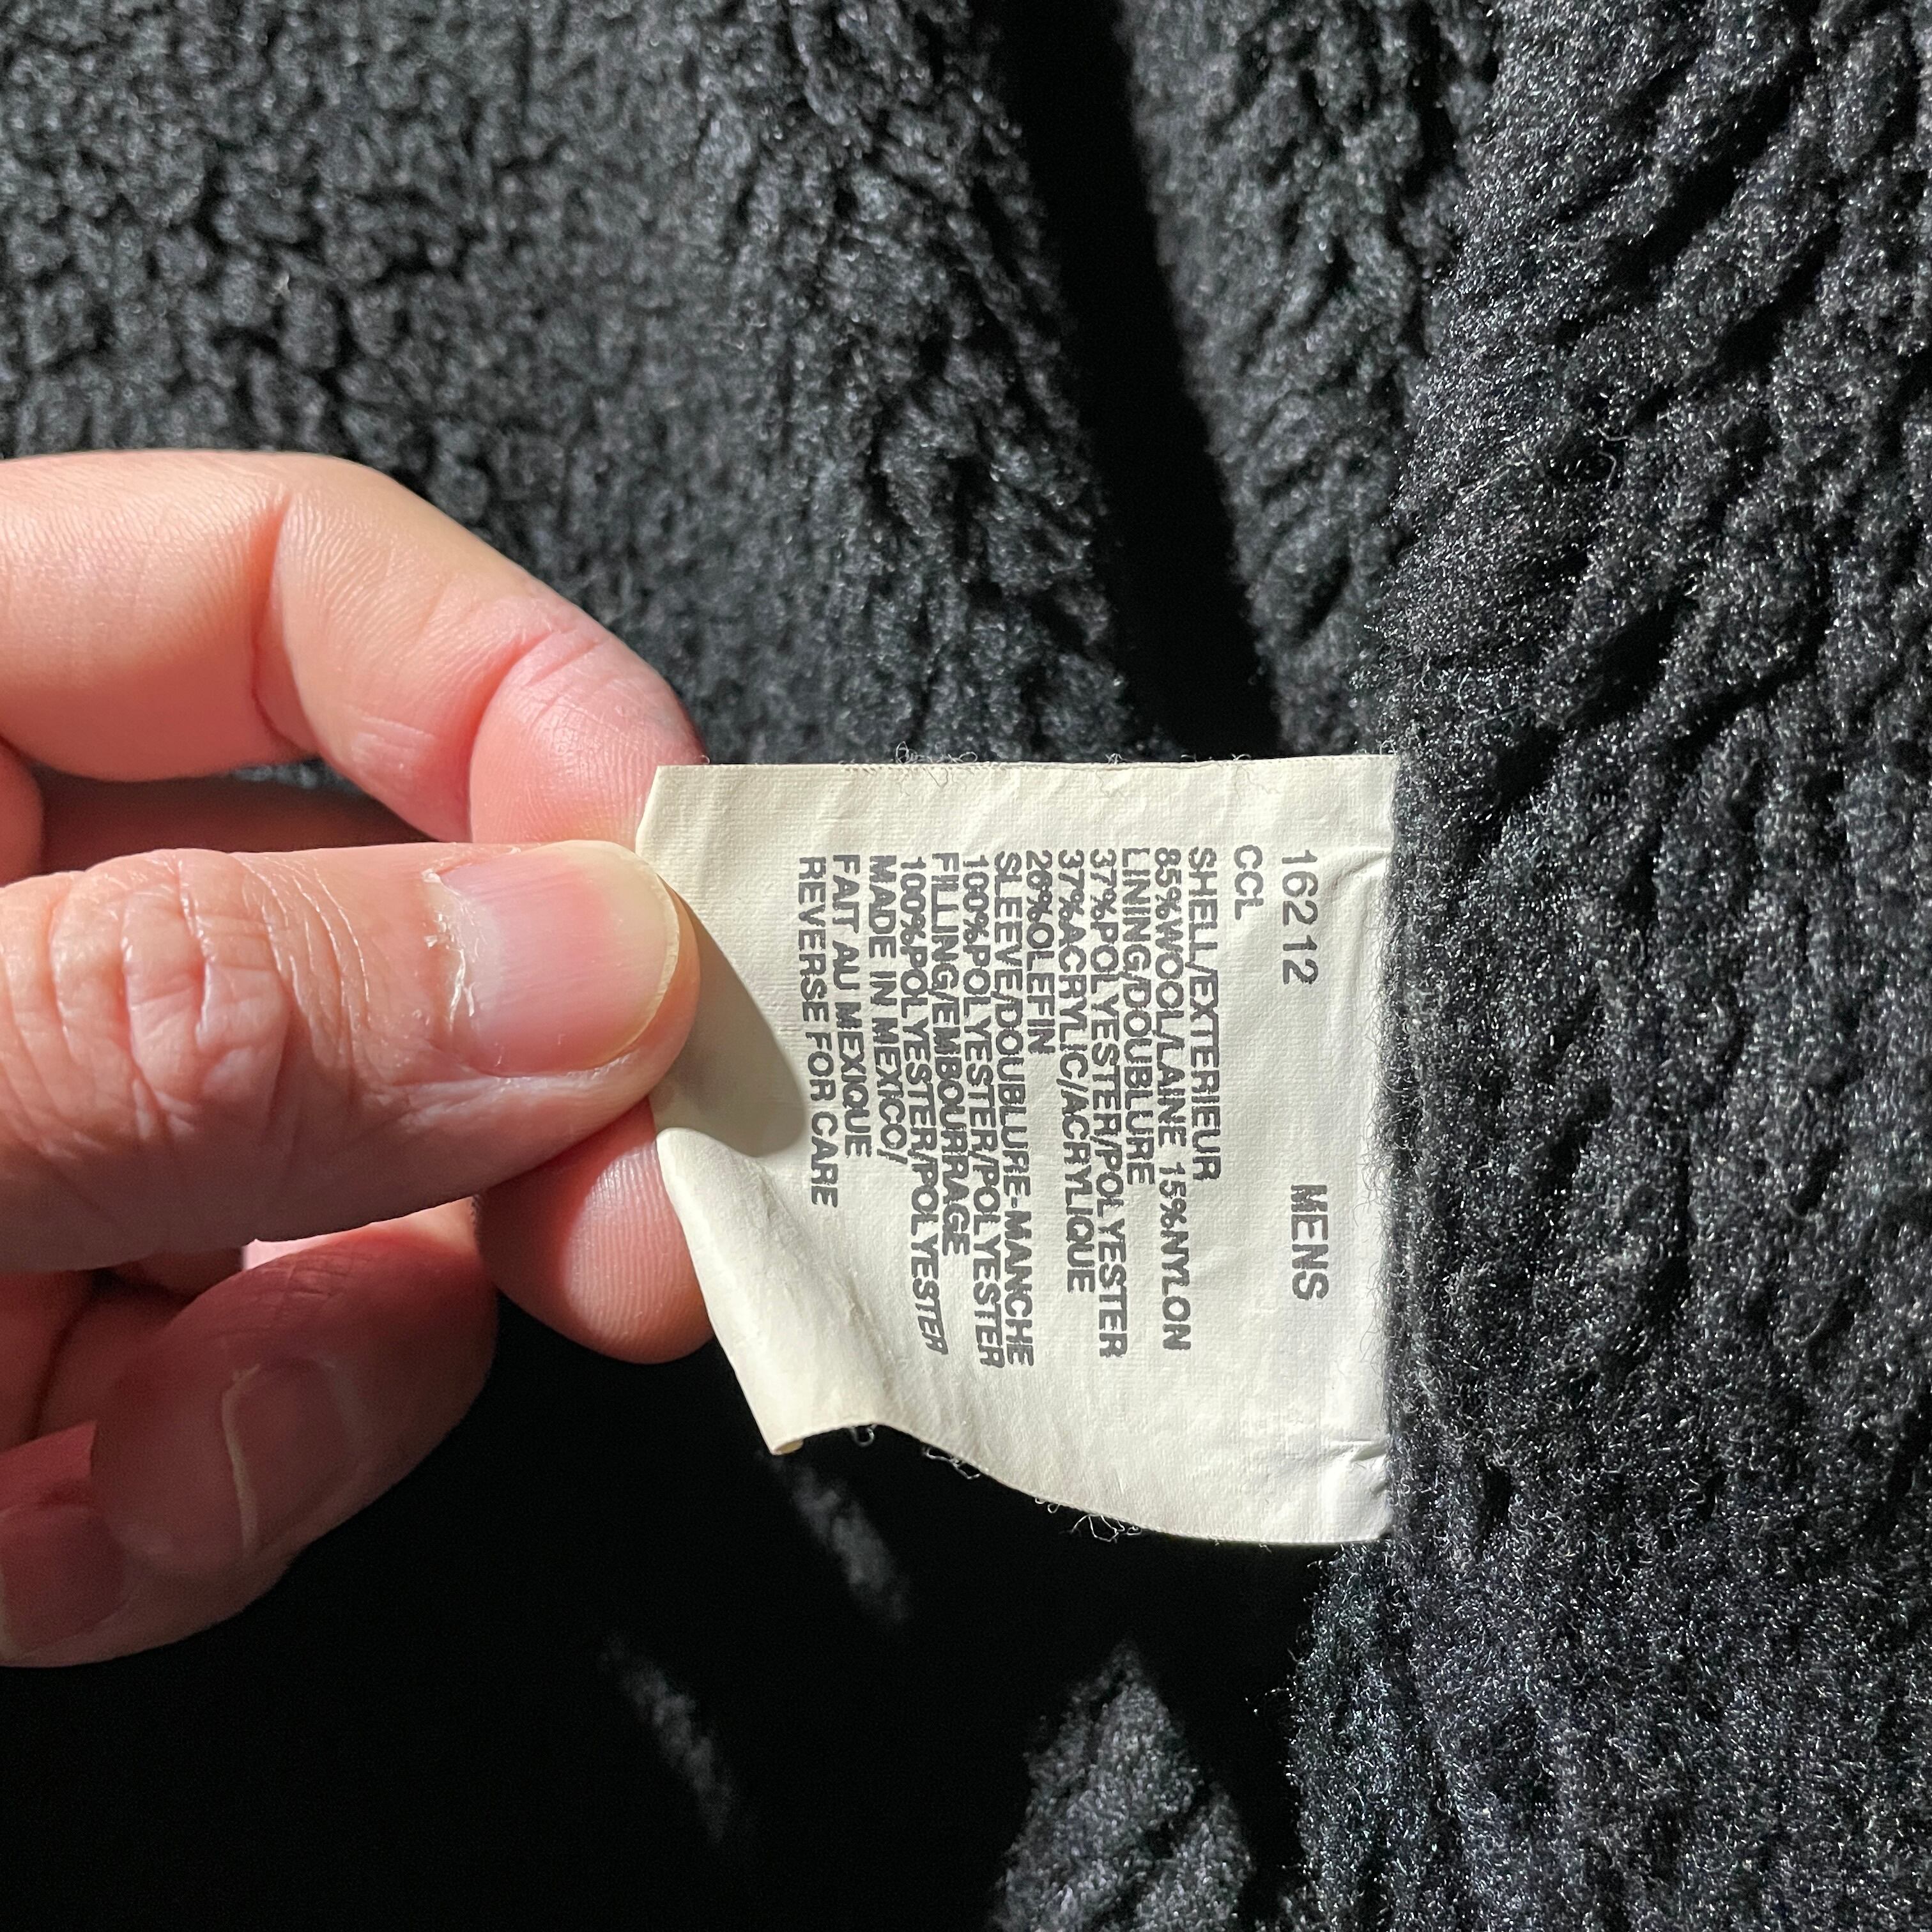 16212 MENS
CCL
SHELL/EXTERIEUR
85%WOOL/LAINE 15%NYLON
LINING/DOUBLURE
37%POLYESTER/POLYESTER
37%ACRYLIC/ACRYLIQUE
26%OLEFIN
SLEEVE/DOUBLURE-MANCHE
100%POLYESTER/POLYESTER
FILLING/EMBOURRAGE
100%POLYESTER/POLYESTER
MADE IN MEXICO/
FAIT AU MEXIQUE
REVERSE FOR CARE